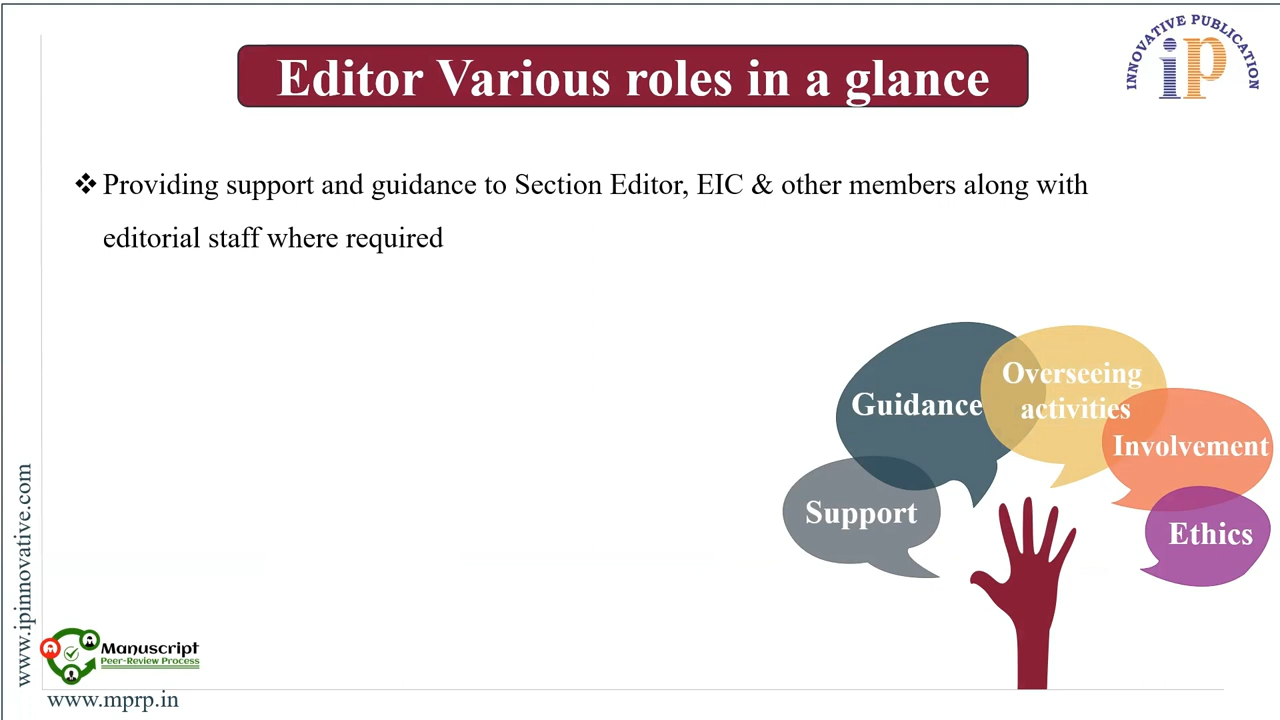 Editor Various roles in a glance
INNOVATIVE PUBLICATION
ip
Providing support and guidance to Section Editor, EIC & other members along with
editorial staff where required
Guidance
Overseeing
activities
Involvement
Support
Ethics
www.ipinnovative.com
Manuscript
Peer-Review Process
www.mprp.in